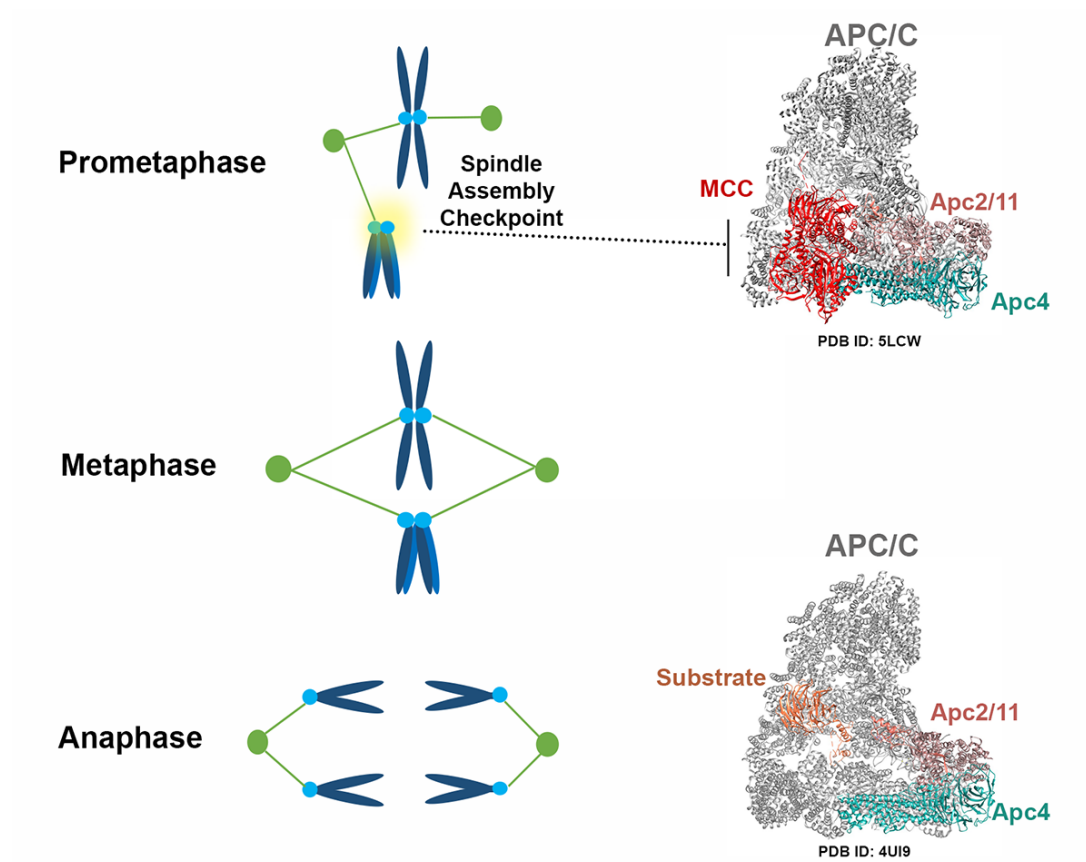 APC/C
Prometaphase
Spindle
Assembly
Checkpoint
MCC
Apc2/11
Apc4
PDB ID: 5LCW
Metaphase
APC/C
Substrate
Apc2/11
Anaphase
Apc4
PDB ID: 4UI9